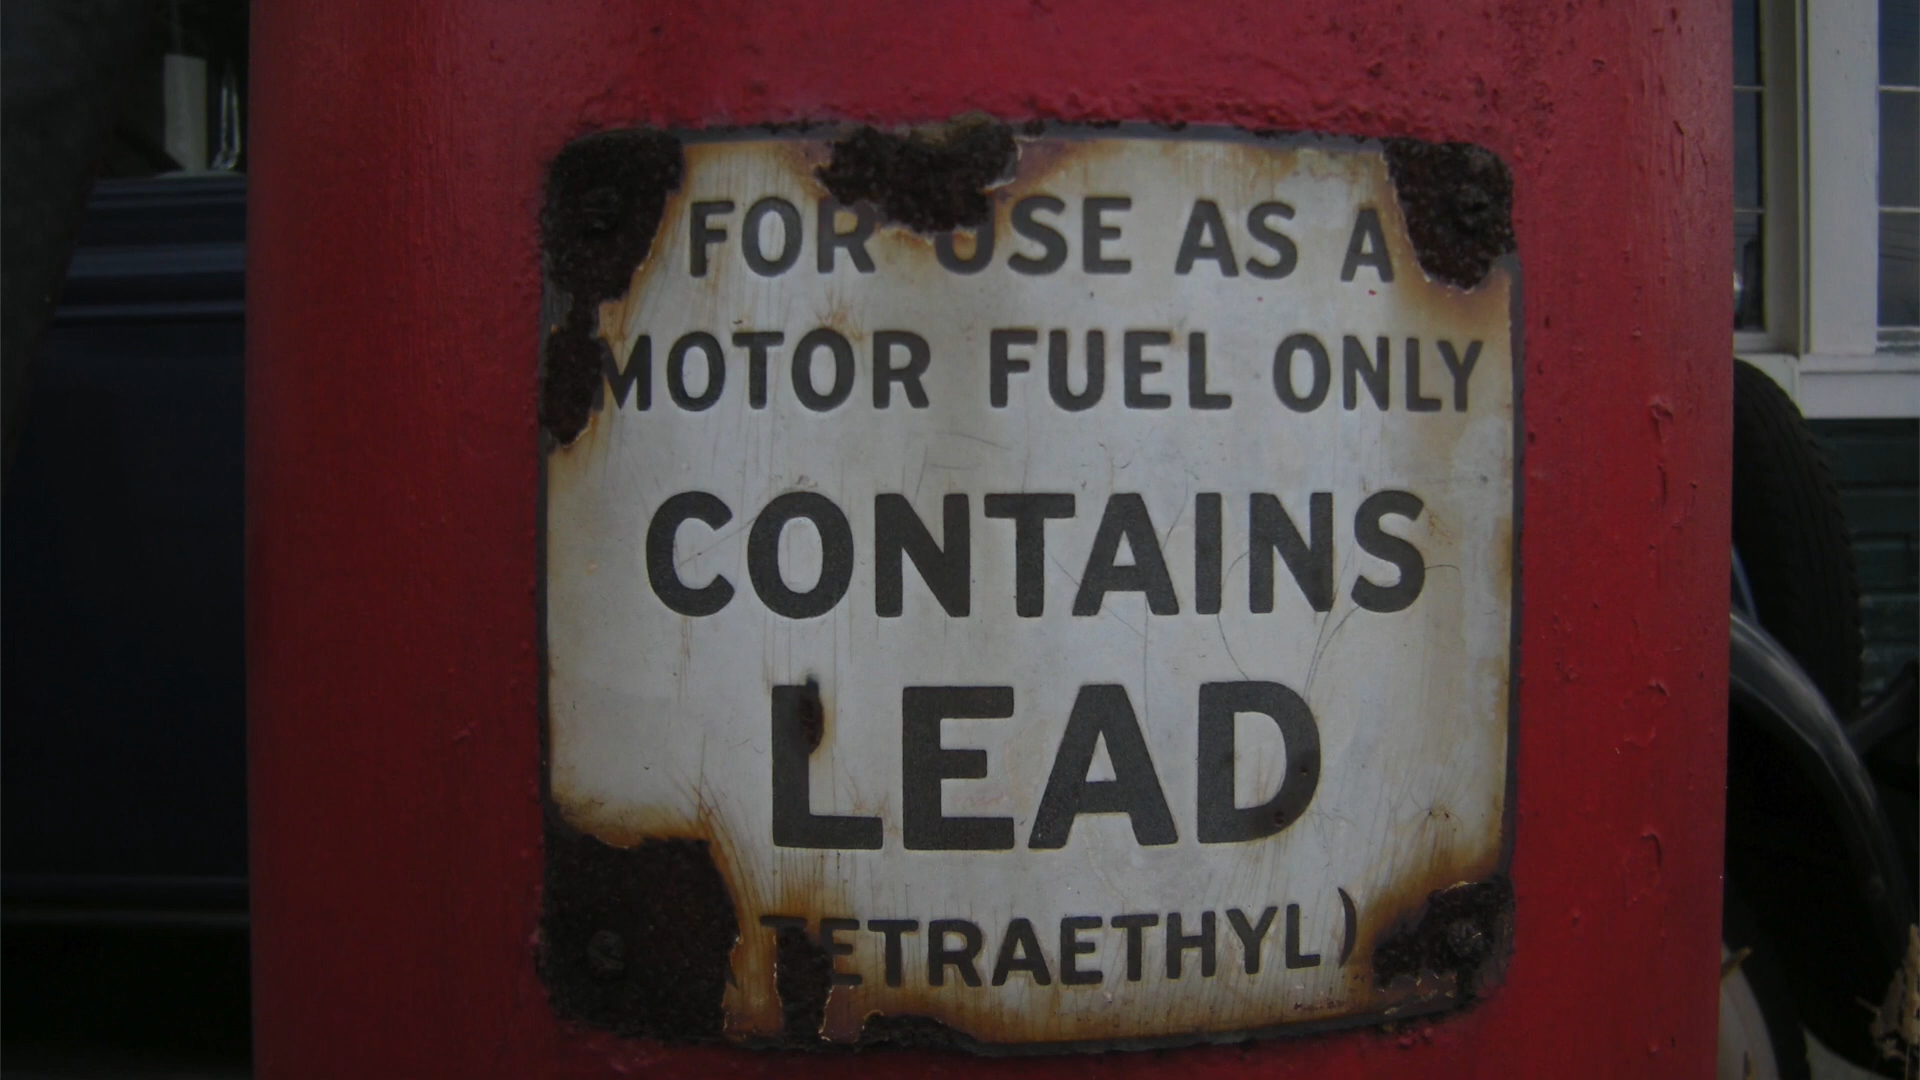 FOR USE AS A
MOTOR FUEL ONLY
CONTAINS
LEAD
(TETRAETHYL)